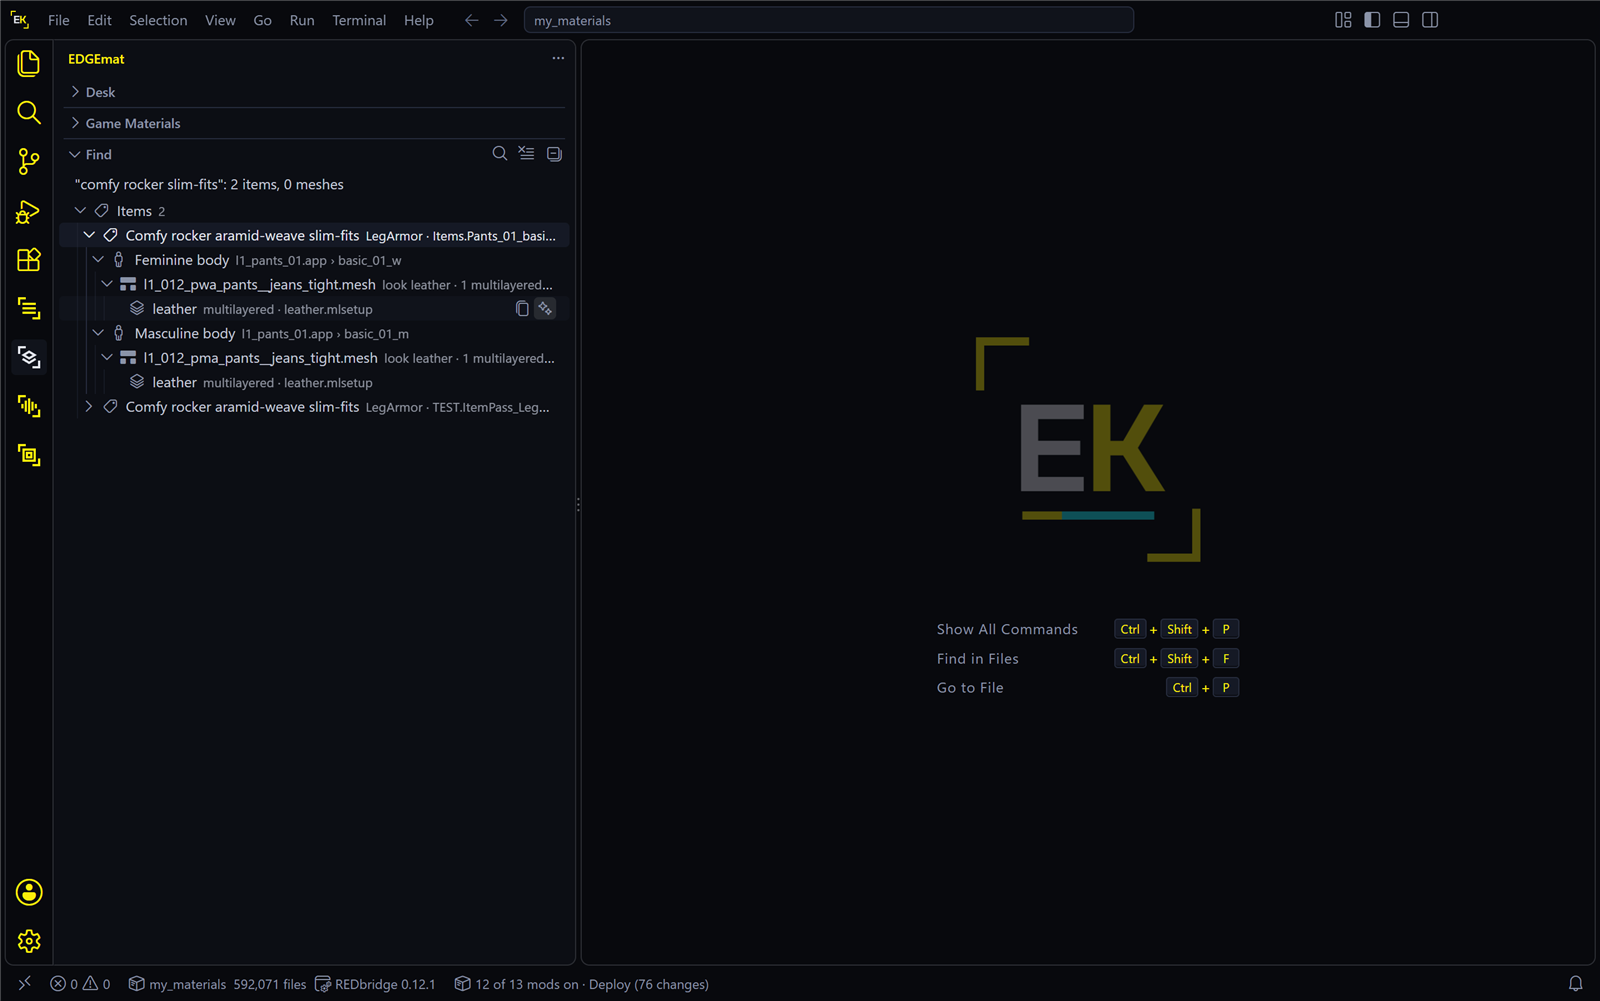 EK File Edit Selection View Go Run Terminal Help my_materials
EDGEmat
Desk
Game Materials
Find
"comfy rocker slim-fits": 2 items, 0 meshes
Items 2
Comfy rocker aramid-weave slim-fits LegArmor · Items.Pants_01_basi...
Feminine body l1_pants_01.app › basic_01_w
l1_012_pwa_pants__jeans_tight.mesh look leather · 1 multilayered...
leather multilayered · leather.mlsetup
Masculine body l1_pants_01.app › basic_01_m
l1_012_pma_pants__jeans_tight.mesh look leather · 1 multilayered...
leather multilayered · leather.mlsetup
Comfy rocker aramid-weave slim-fits LegArmor · TEST.ItemPass_Leg...
EK
Show All Commands Ctrl + Shift + P
Find in Files Ctrl + Shift + F
Go to File Ctrl + P
0 0 my_materials 592,071 files REDbridge 0.12.1 12 of 13 mods on · Deploy (76 changes)